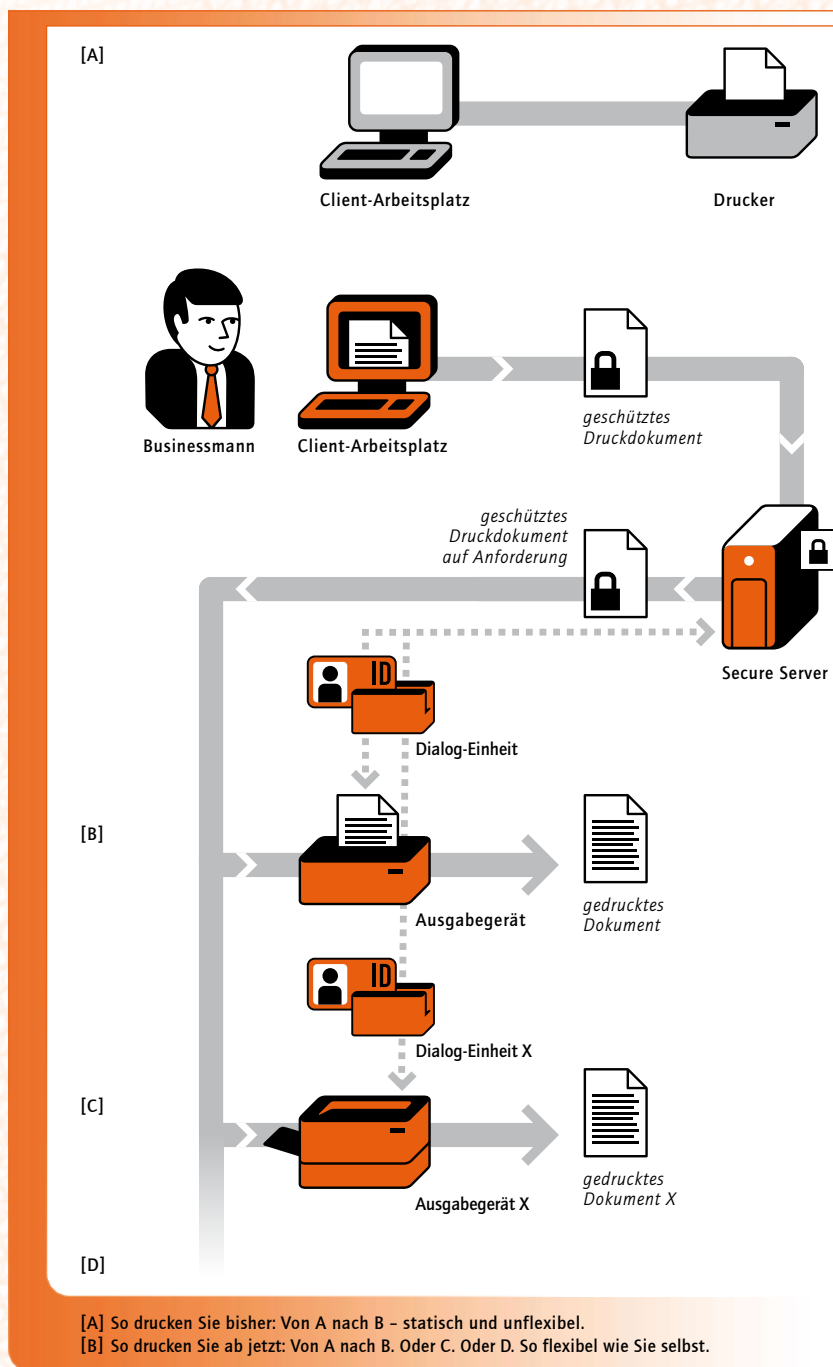 [A]
Client-Arbeitsplatz
Drucker
Businessmann
Client-Arbeitsplatz
geschütztes
Druckdokument
geschütztes
Druckdokument
auf Anforderung
Secure Server
ID
Dialog-Einheit
[B]
Ausgabegerät
gedrucktes
Dokument
ID
Dialog-Einheit X
[C]
Ausgabegerät X
gedrucktes
Dokument X
[D]
[A] So drucken Sie bisher: Von A nach B – statisch und unflexibel.
[B] So drucken Sie ab jetzt: Von A nach B. Oder C. Oder D. So flexibel wie Sie selbst.